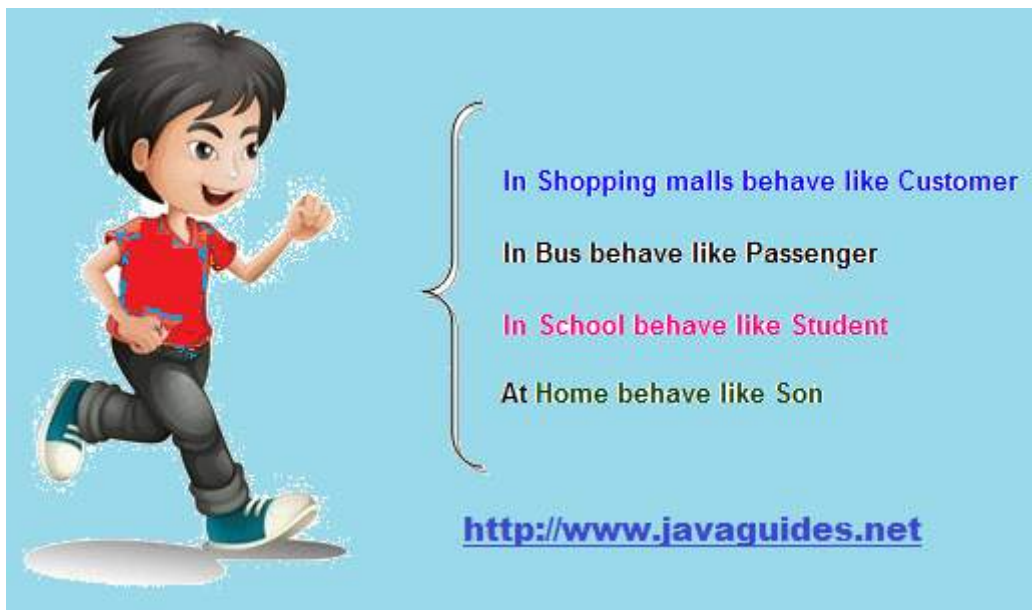 In Shopping malls behave like Customer
In Bus behave like Passenger
In School behave like Student
At Home behave like Son
http://www.javaguides.net